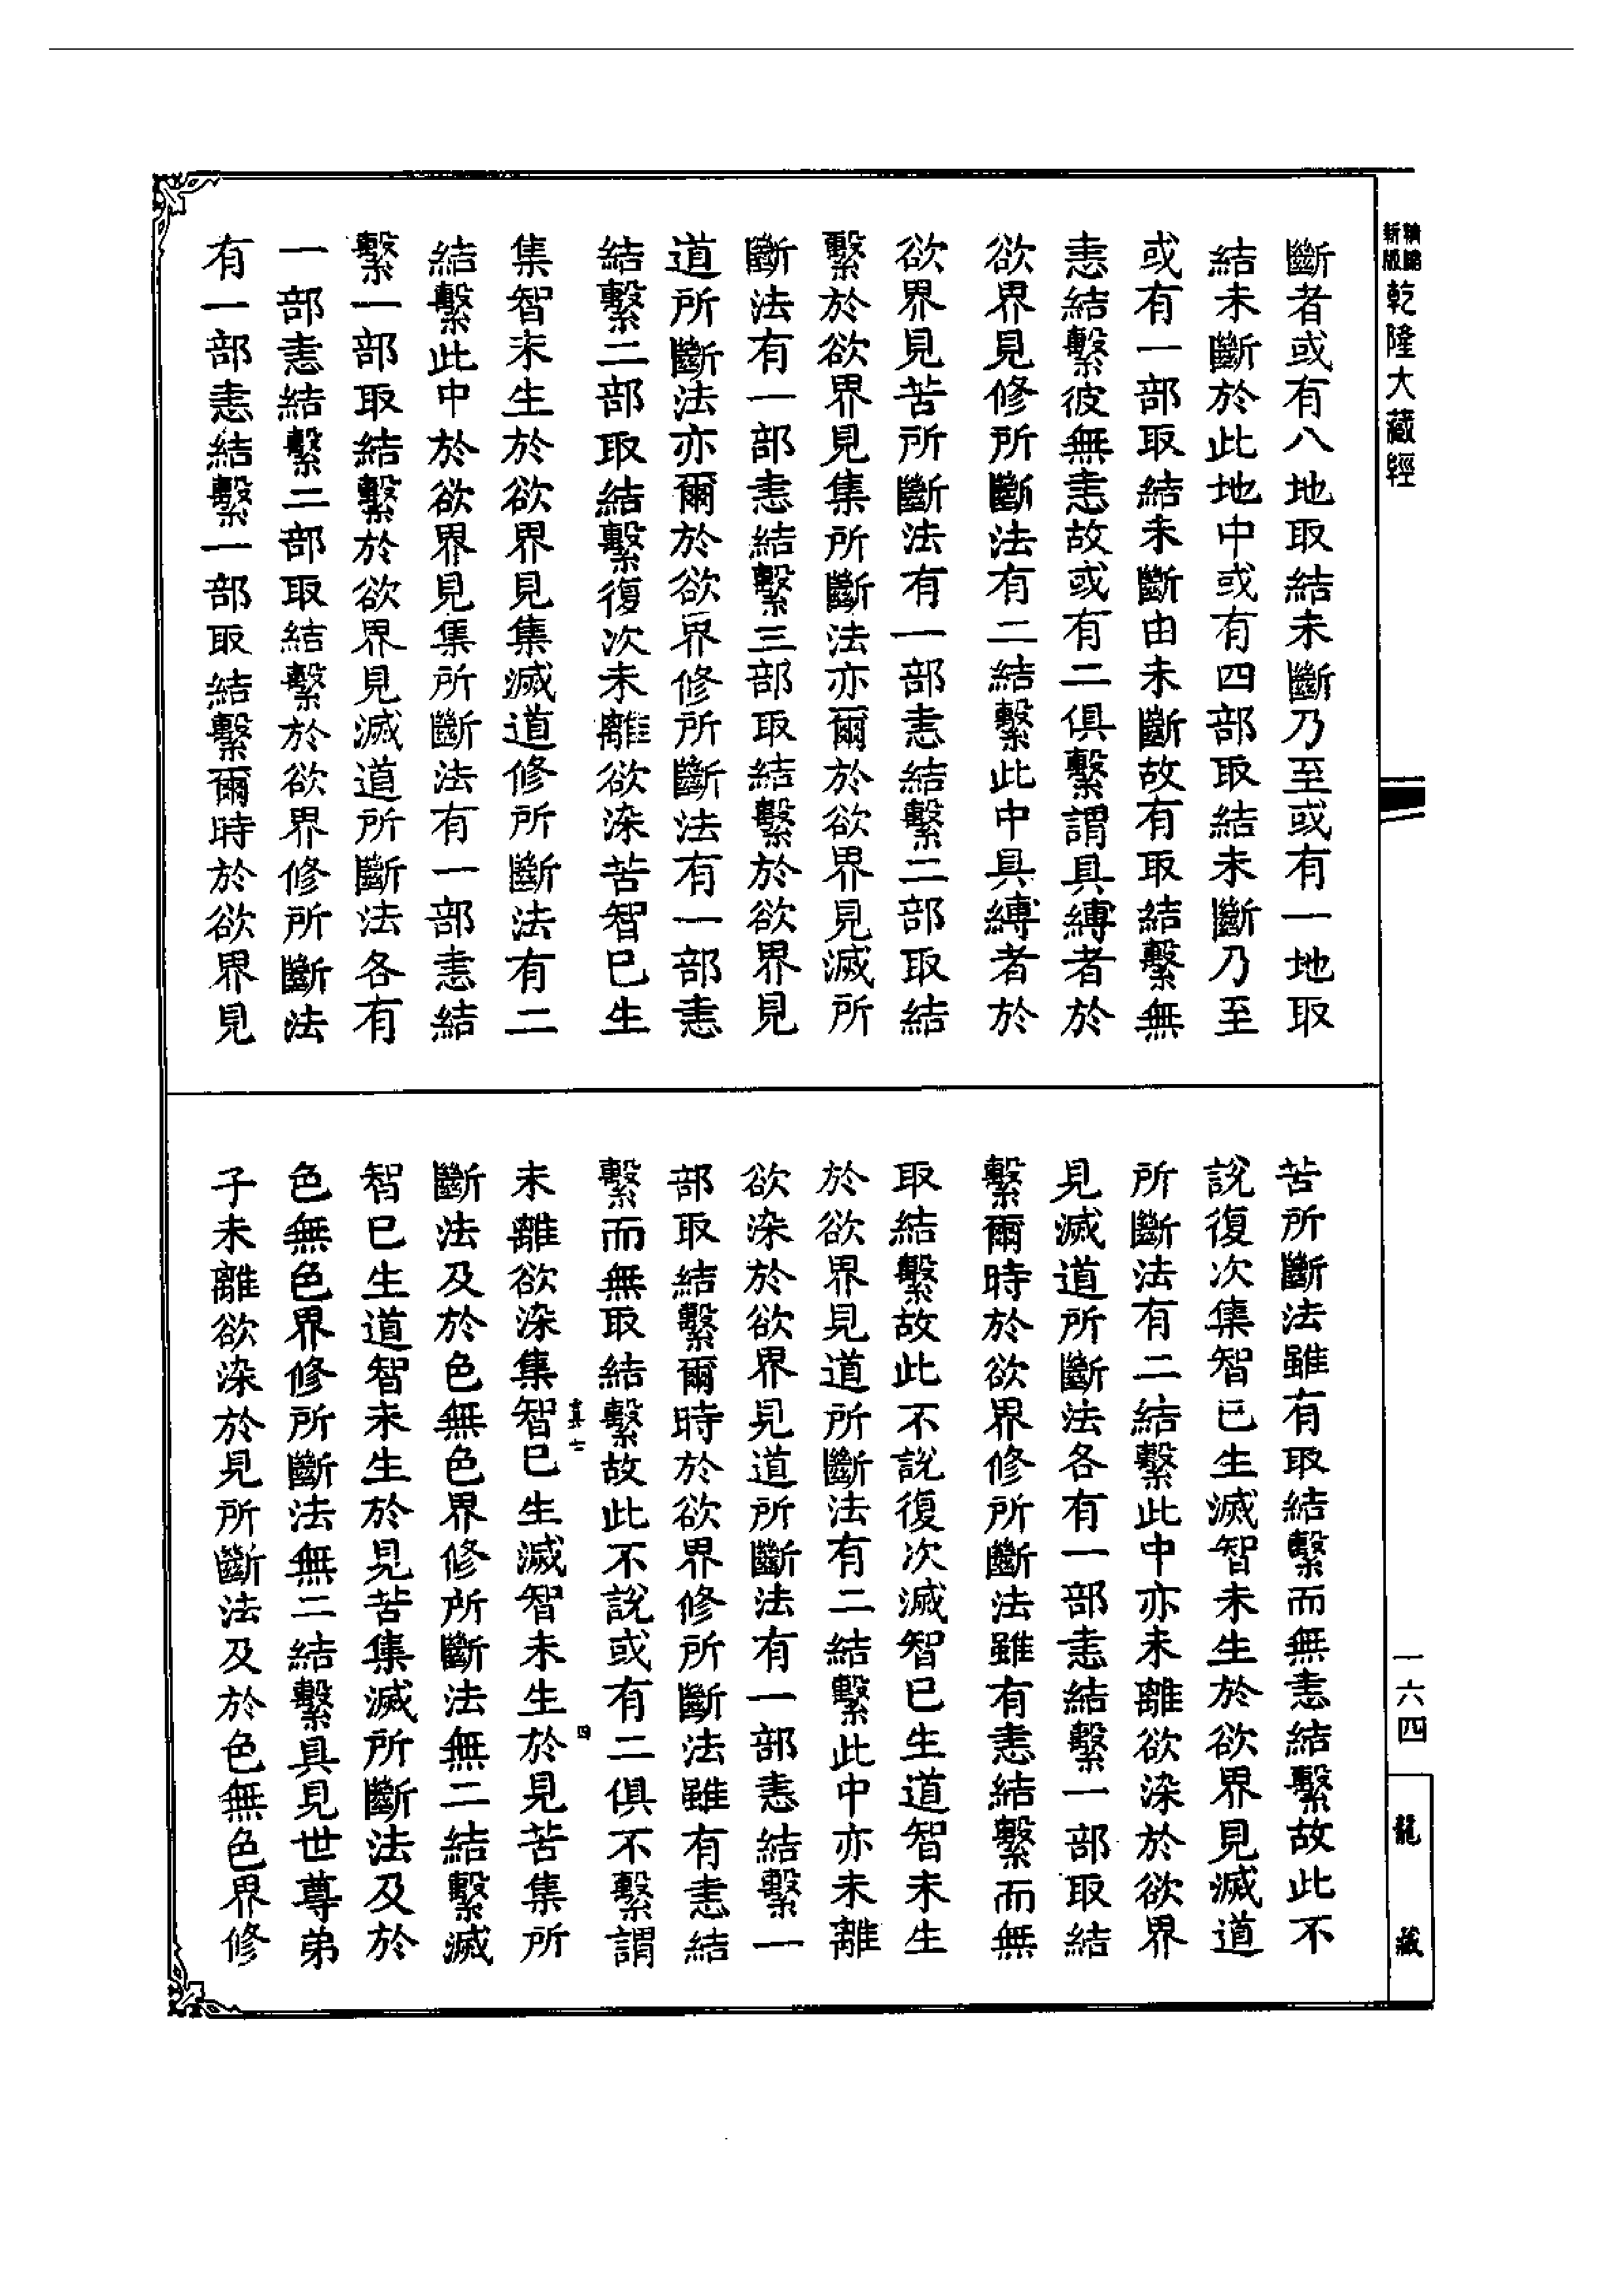 新版
乾隆大藏經
斷者或有八地取結未斷乃至或有一地取
結未斷於此地中或有四部取結未斷乃至
或有一部取結未斷由未斷故有取結繫無
恚結繫彼無恚故或有二俱繫謂具縛者於
欲界見修所斷法有二結繫此中具縛者於
欲界見苦所斷法有一部恚結繫二部取結
繫於欲界見集所斷法亦爾於欲界見滅所
斷法有一部恚結繫三部取結繫於欲界見
道所斷法亦爾於欲界修所斷法有一部恚
結繫二部取結繫復次未離欲染苦智已生
集智未生於欲界見集滅道修所斷法有二
結繫此中於欲界見集所斷法有一部恚結
繫一部取結繫於欲界見滅道所斷法各有
一部恚結繫二部取結繫於欲界修所斷法
有一部恚結繫一部取結繫爾時於欲界見
苦所斷法雖有取結繫而無恚結繫故此不
說復次集智已生滅智未生於欲界見滅道
所斷法有二結繫此中亦未離欲染於欲界
見滅道所斷法各有一部恚結繫一部取結
繫爾時於欲界修所斷法雖有恚結繫而無
取結繫故此不說復次滅智已生道智未生
於欲界見道所斷法有二結繫此中亦未離
欲染於欲界見道所斷法有一部恚結繫一
部取結繫爾時於欲界修所斷法雖有恚結
繫而無取結繫故此不說或有二俱不繫謂
未離欲染集智已生滅智未生於見苦集所
斷法及於色無色界修所斷法無二結繫滅
智已生道智未生於見苦集滅所斷法及於
色無色界修所斷法無二結繫具見世尊弟
子未離欲染於見所斷法及於色無色界修
四
一六四
龍藏